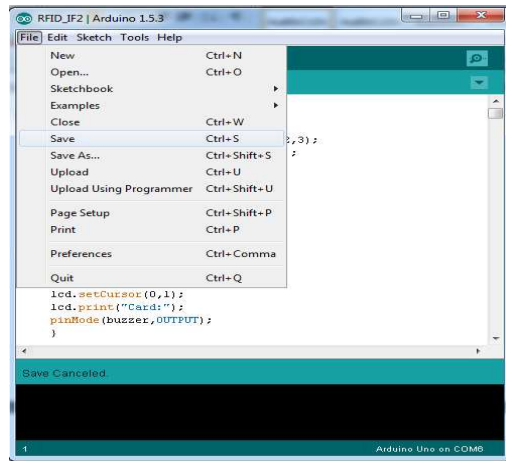 RFID_IF2 | Arduino 1.5.3
File Edit Sketch Tools Help
New Ctrl+N
Open... Ctrl+O
Sketchbook
Examples
Close Ctrl+W
Save Ctrl+S
2,3);
Save As... Ctrl+Shift+S
;
Upload Ctrl+U
Upload Using Programmer Ctrl+Shift+U
Page Setup Ctrl+Shift+P
Print Ctrl+P
Preferences Ctrl+Comma
Quit Ctrl+Q
lcd.setCursor(0,1);
lcd.print("Card:");
pinMode(buzzer,OUTPUT);
}
Save Canceled.
1 Arduino Uno on COM6